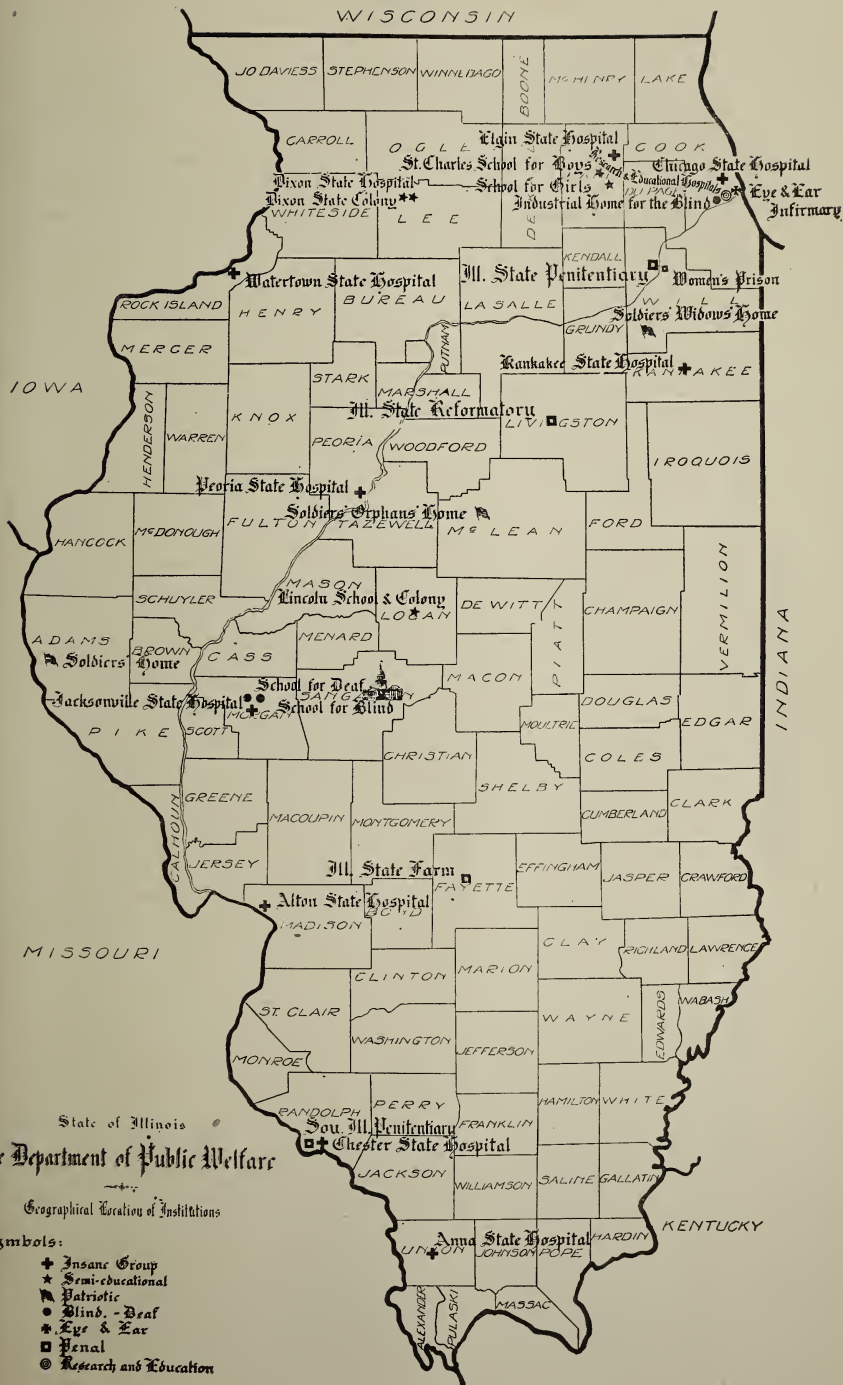 WISCONSIN
JO DAVIESS STEPHENSON WINNEBAGO BOONE McHENRY LAKE
CARROLL OGLE COOK
Elgin State Hospital
St. Charles School for Boys
Research & Educational Hospitals
Chicago State Hospital
Dixon State Hospital
School for Girls
DU PAGE
Eye & Ear Infirmary
Dixon State Colony
Industrial Home for the Blind
WHITESIDE LEE
KENDALL
Watertown State Hospital
Ill. State Penitentiary
Women's Prison
ROCK ISLAND HENRY BUREAU LA SALLE WILL
Soldiers' Widows' Home
GRUNDY
MERCER PUTNAM
Kankakee State Hospital
KANKAKEE
IOWA
STARK
MARSHALL
HENDERSON WARREN KNOX
Ill. State Reformatory
LIVINGSTON
PEORIA WOODFORD
IROQUOIS
Peoria State Hospital
Soldiers' Orphans' Home
HANCOCK McDONOUGH FULTON TAZEWELL McLEAN FORD
MASON
SCHUYLER
Lincoln School & Colony
LOGAN DE WITT PIATT CHAMPAIGN VERMILION
INDIANA
ADAMS BROWN CASS MENARD
Soldiers' Home
MACON
School for Deaf
Jacksonville State Hospital
SANGAMON
School for Blind
MORGAN
PIKE SCOTT MOULTRIE DOUGLAS EDGAR
CHRISTIAN COLES
SHELBY
GREENE MACOUPIN MONTGOMERY CUMBERLAND CLARK
CALHOUN
JERSEY
Ill. State Farm
FAYETTE EFFINGHAM JASPER CRAWFORD
Alton State Hospital
BOND
MADISON
MISSOURI
CLAY RICHLAND LAWRENCE
CLINTON MARION
ST. CLAIR WAYNE EDWARDS WABASH
WASHINGTON JEFFERSON
MONROE
HAMILTON WHITE
RANDOLPH PERRY FRANKLIN
Sou. Ill. Penitentiary
Chester State Hospital
JACKSON WILLIAMSON SALINE GALLATIN
KENTUCKY
Anna State Hospital
UNION JOHNSON POPE HARDIN
ALEXANDER PULASKI MASSAC
State of Illinois
Department of Public Welfare
Geographical Location of Institutions
mbols:
Insane Group
Semi-educational
Patriotic
Blind. - Deaf
Eye & Ear
Penal
Research and Education